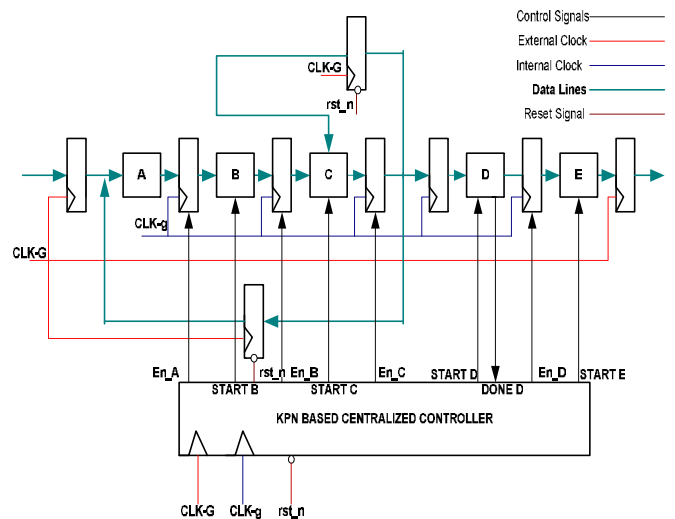 Control Signals
External Clock
Internal Clock
Data Lines
Reset Signal
CLK-G
rst_n
A
B
C
D
E
CLK-g
CLK-G
En_A
rst_n
En_B
En_C
En_D
START B
START C
START D
DONE D
START E
KPN BASED CENTRALIZED CONTROLLER
CLK-G
CLK-g
rst_n